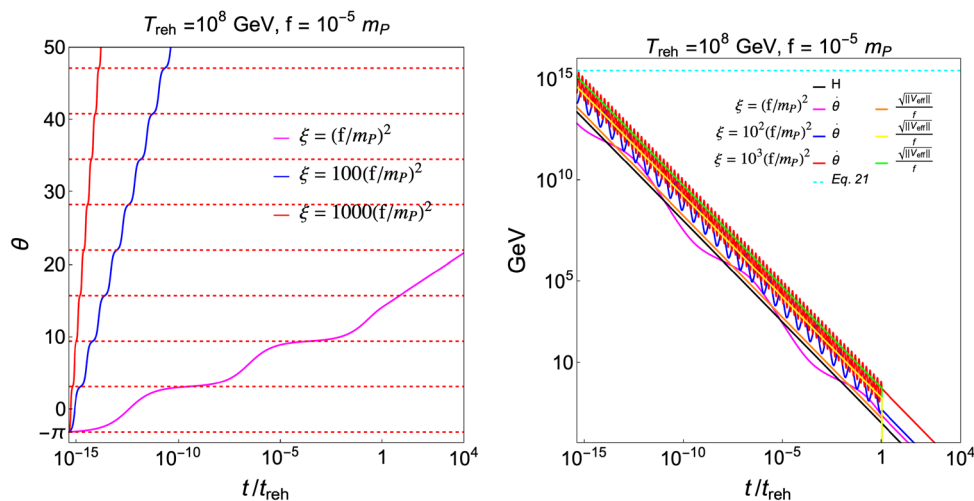 T_reh =10^8 GeV, f = 10^-5 m_P
50
40
30
20
10
0
−π
θ
ξ = (f/m_P)^2
ξ = 100(f/m_P)^2
ξ = 1000(f/m_P)^2
10^-15
10^-10
10^-5
1
10^4
t/t_reh
T_reh =10^8 GeV, f = 10^-5 m_P
10^15
10^10
10^5
10
GeV
H
ξ = (f/m_P)^2 θ̇ √||V_eff||/f
ξ = 10^2(f/m_P)^2 θ̇ √||V_eff||/f
ξ = 10^3(f/m_P)^2 θ̇ √||V_eff||/f
Eq. 21
10^-15
10^-10
10^-5
1
10^4
t/t_reh